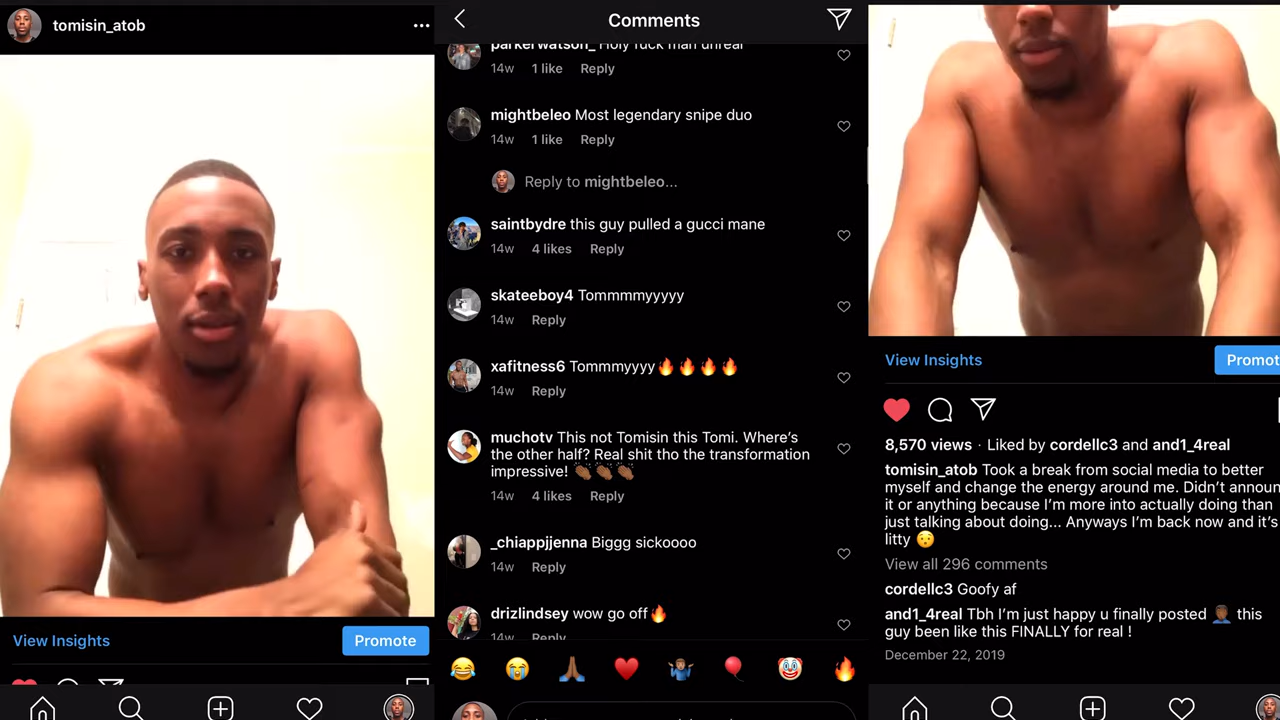 tomisin_atob
View Insights
Promote
Comments
parkerwatson_ Holy fuck man unreal
14w 1 like Reply
mightbeleo Most legendary snipe duo
14w 1 like Reply
Reply to mightbeleo...
saintbydre this guy pulled a gucci mane
14w 4 likes Reply
skateeboy4 Tommmmyyyyy
14w Reply
xafitness6 Tommmyyyy🔥🔥🔥🔥
14w Reply
muchotv This not Tomisin this Tomi. Where's
the other half? Real shit tho the transformation
impressive! 👏🏾👏🏾👏🏾
14w 4 likes Reply
_chiappjjenna Biggg sickoooo
14w Reply
drizlindsey wow go off🔥
14w Reply
View Insights
Promot
8,570 views · Liked by cordellc3 and and1_4real
tomisin_atob Took a break from social media to better
myself and change the energy around me. Didn't announ
it or anything because I'm more into actually doing than
just talking about doing... Anyways I'm back now and it's
litty 😯
View all 296 comments
cordellc3 Goofy af
and1_4real Tbh I'm just happy u finally posted 🤦🏾‍♂️ this
guy been like this FINALLY for real !
December 22, 2019